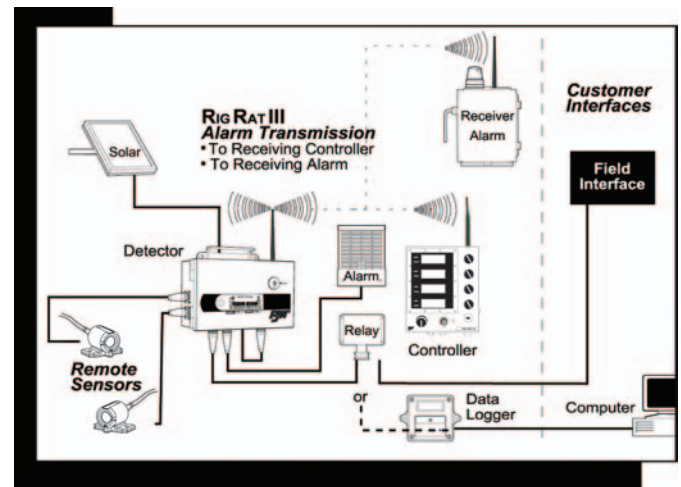 RIG RAT III
Alarm Transmission
• To Receiving Controller
• To Receiving Alarm
Receiver
Alarm
Customer
Interfaces
Solar
Field
Interface
Detector
Alarm.
Relay
Controller
Remote
Sensors
or
Data
Logger
Computer